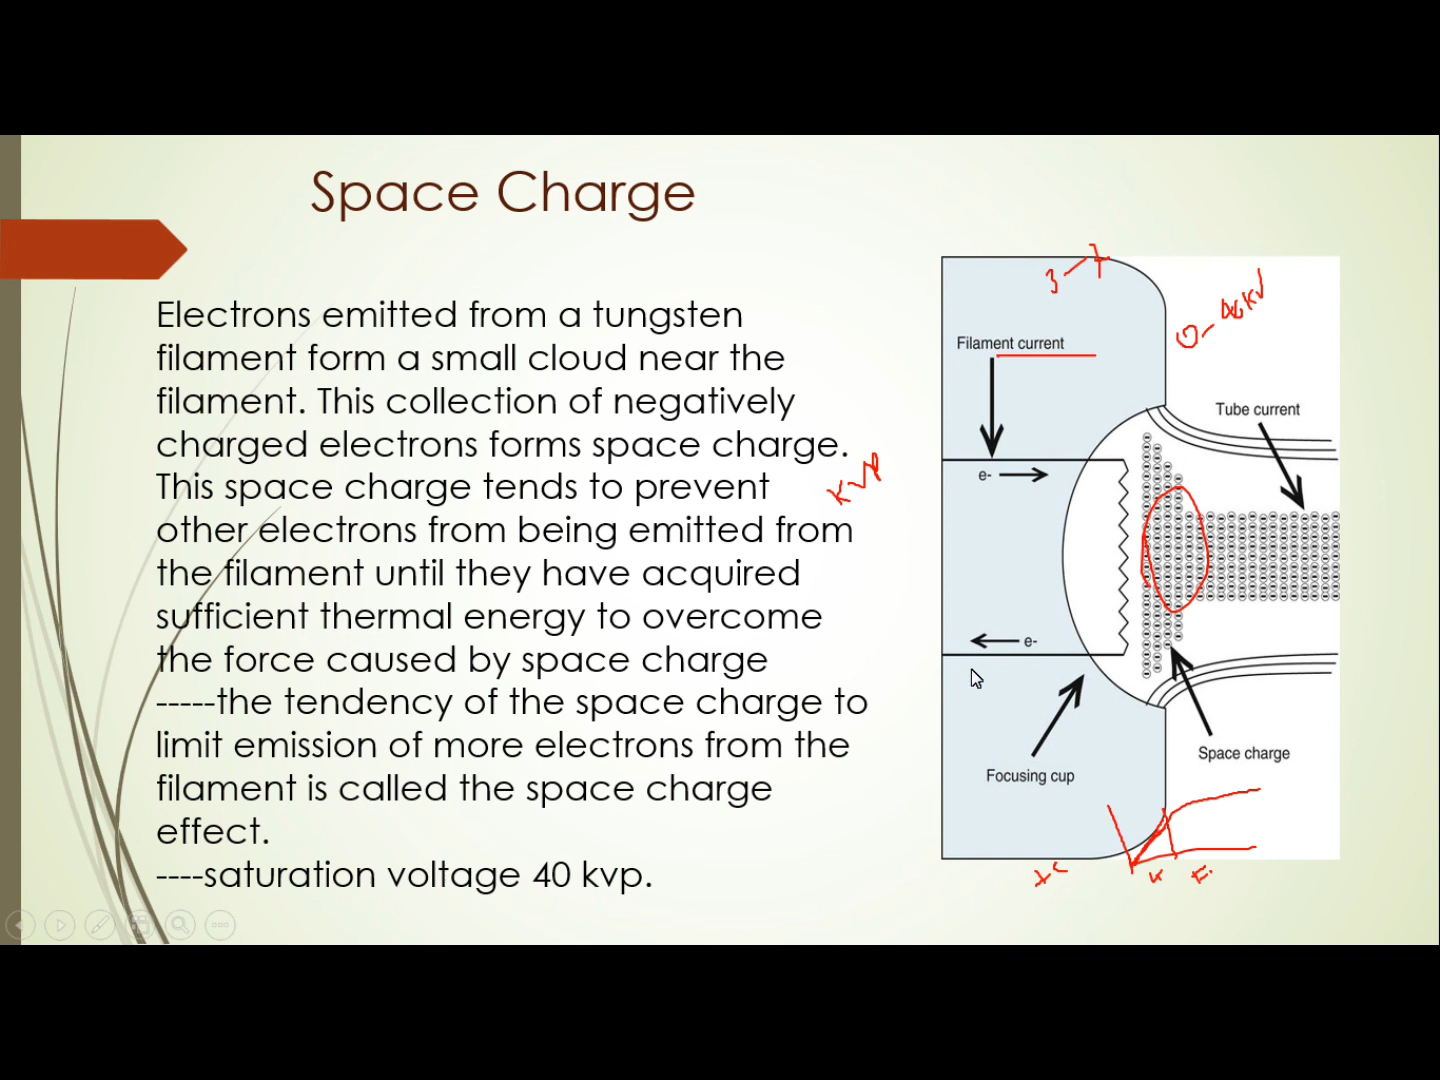 Space Charge
Electrons emitted from a tungsten
filament form a small cloud near the
filament. This collection of negatively
charged electrons forms space charge.
This space charge tends to prevent
other electrons from being emitted from
the filament until they have acquired
sufficient thermal energy to overcome
the force caused by space charge
-----the tendency of the space charge to
limit emission of more electrons from the
filament is called the space charge
effect.
----saturation voltage 40 kvp.
kvp
Filament current
Tube current
e-
e-
Space charge
Focusing cup